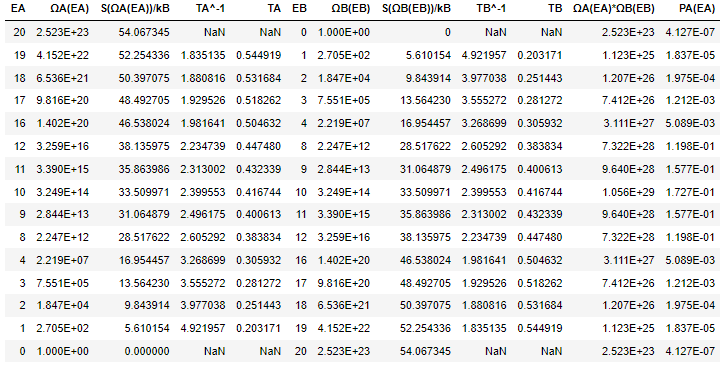 EA ΩA(EA) S(ΩA(EA))/kB TA^-1 TA EB ΩB(EB) S(ΩB(EB))/kB TB^-1 TB ΩA(EA)*ΩB(EB) PA(EA)
20 2.523E+23 54.067345 NaN NaN 0 1.000E+00 0 NaN NaN 2.523E+23 4.127E-07
19 4.152E+22 52.254336 1.835135 0.544919 1 2.705E+02 5.610154 4.921957 0.203171 1.123E+25 1.837E-05
18 6.536E+21 50.397075 1.880816 0.531684 2 1.847E+04 9.843914 3.977038 0.251443 1.207E+26 1.975E-04
17 9.816E+20 48.492705 1.929526 0.518262 3 7.551E+05 13.564230 3.555272 0.281272 7.412E+26 1.212E-03
16 1.402E+20 46.538024 1.981641 0.504632 4 2.219E+07 16.954457 3.268699 0.305932 3.111E+27 5.089E-03
12 3.259E+16 38.135975 2.234739 0.447480 8 2.247E+12 28.517622 2.605292 0.383834 7.322E+28 1.198E-01
11 3.390E+15 35.863986 2.313002 0.432339 9 2.844E+13 31.064879 2.496175 0.400613 9.640E+28 1.577E-01
10 3.249E+14 33.509971 2.399553 0.416744 10 3.249E+14 33.509971 2.399553 0.416744 1.056E+29 1.727E-01
9 2.844E+13 31.064879 2.496175 0.400613 11 3.390E+15 35.863986 2.313002 0.432339 9.640E+28 1.577E-01
8 2.247E+12 28.517622 2.605292 0.383834 12 3.259E+16 38.135975 2.234739 0.447480 7.322E+28 1.198E-01
4 2.219E+07 16.954457 3.268699 0.305932 16 1.402E+20 46.538024 1.981641 0.504632 3.111E+27 5.089E-03
3 7.551E+05 13.564230 3.555272 0.281272 17 9.816E+20 48.492705 1.929526 0.518262 7.412E+26 1.212E-03
2 1.847E+04 9.843914 3.977038 0.251443 18 6.536E+21 50.397075 1.880816 0.531684 1.207E+26 1.975E-04
1 2.705E+02 5.610154 4.921957 0.203171 19 4.152E+22 52.254336 1.835135 0.544919 1.123E+25 1.837E-05
0 1.000E+00 0.000000 NaN NaN 20 2.523E+23 54.067345 NaN NaN 2.523E+23 4.127E-07